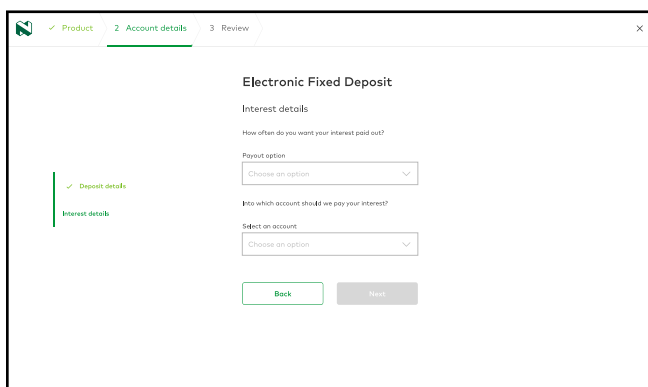 Product
2 Account details
3 Review
Electronic Fixed Deposit
Interest details
How often do you want your interest paid out?
Payout option
Choose an option
Deposit details
Interest details
Into which account should we pay your interest?
Select an account
Choose an option
Back
Next